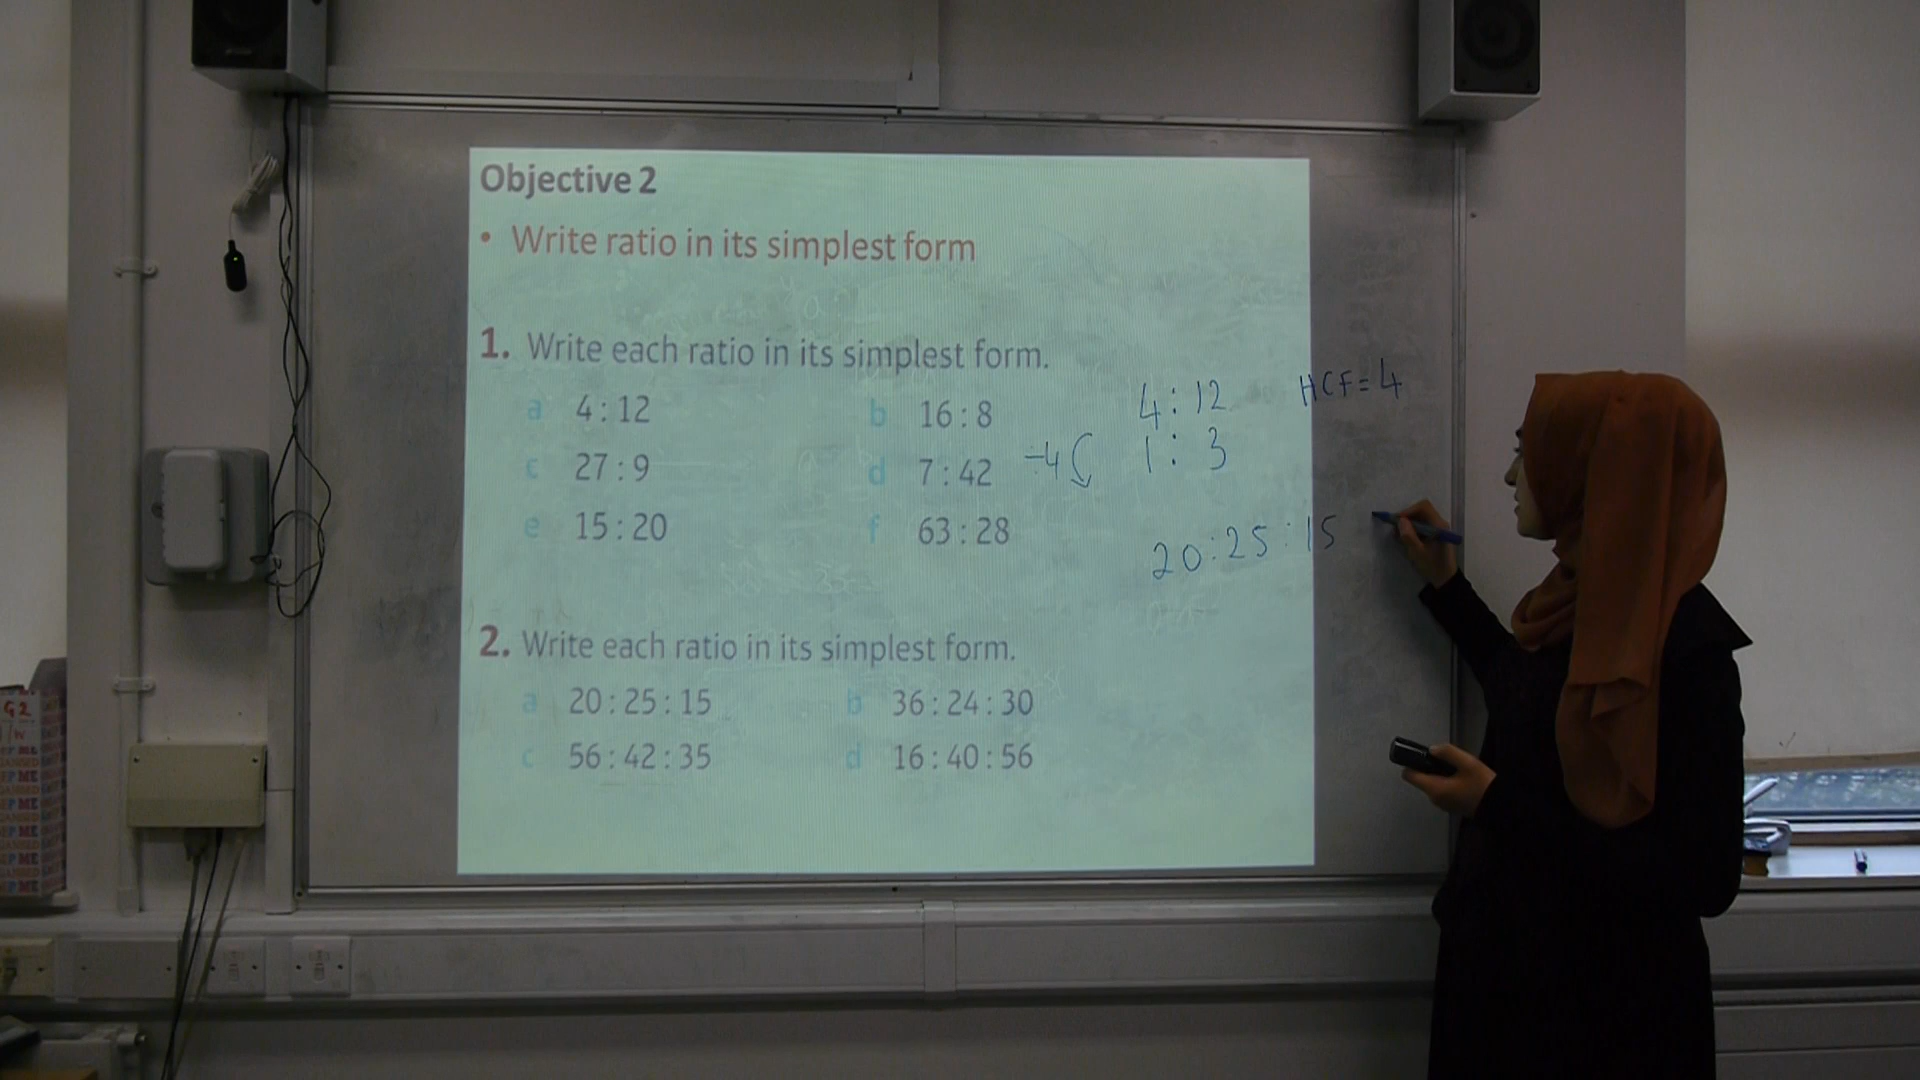 Objective 2
• Write ratio in its simplest form
1. Write each ratio in its simplest form.
a 4 : 12 b 16 : 8
c 27 : 9 d 7 : 42
e 15 : 20 f 63 : 28
2. Write each ratio in its simplest form.
a 20 : 25 : 15 b 36 : 24 : 30
c 56 : 42 : 35 d 16 : 40 : 56
4 : 12 HCF = 4
÷4 1 : 3
20 : 25 : 15
G2